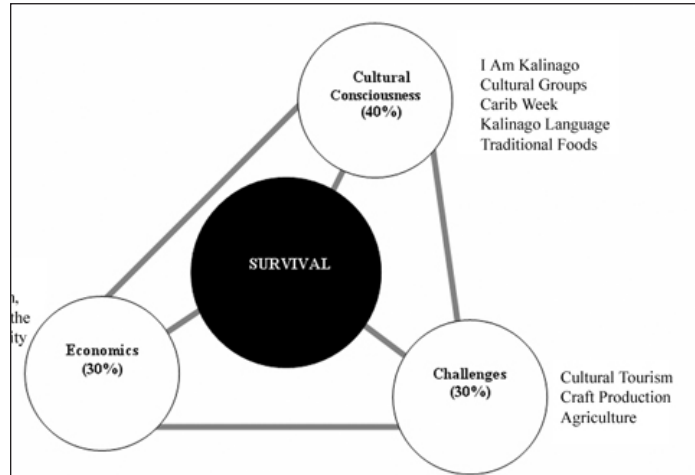 Cultural
Consciousness
(40%)
I Am Kalinago
Cultural Groups
Carib Week
Kalinago Language
Traditional Foods
SURVIVAL
the
Economics
(30%)
Challenges
(30%)
Cultural Tourism
Craft Production
Agriculture